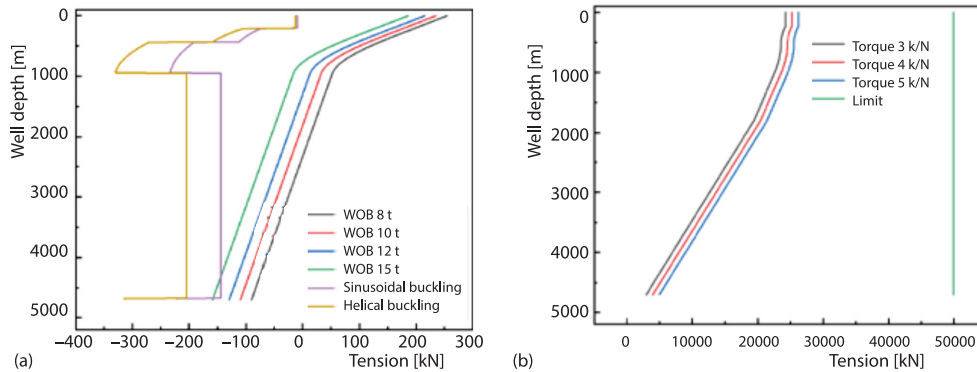 Well depth [m]
0
1000
2000
3000
4000
5000
WOB 8 t
WOB 10 t
WOB 12 t
WOB 15 t
Sinusoidal buckling
Helical buckling
−400 −300 −200 −100 0 100 200 300
Tension [kN]
(a)
Well depth [m]
0
1000
2000
3000
4000
5000
Torque 3 k/N
Torque 4 k/N
Torque 5 k/N
Limit
0 10000 20000 30000 40000 50000
Tension [kN]
(b)